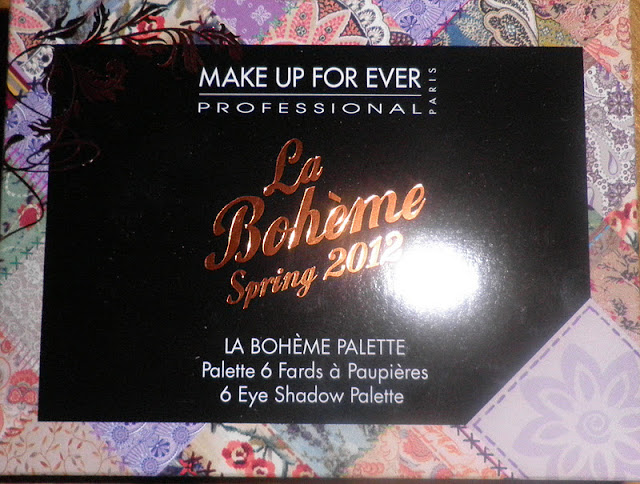 MAKE UP FOR EVER
PROFESSIONAL PARIS
La
Bohème
Spring 2012
LA BOHÈME PALETTE
Palette 6 Fards à Paupières
6 Eye Shadow Palette